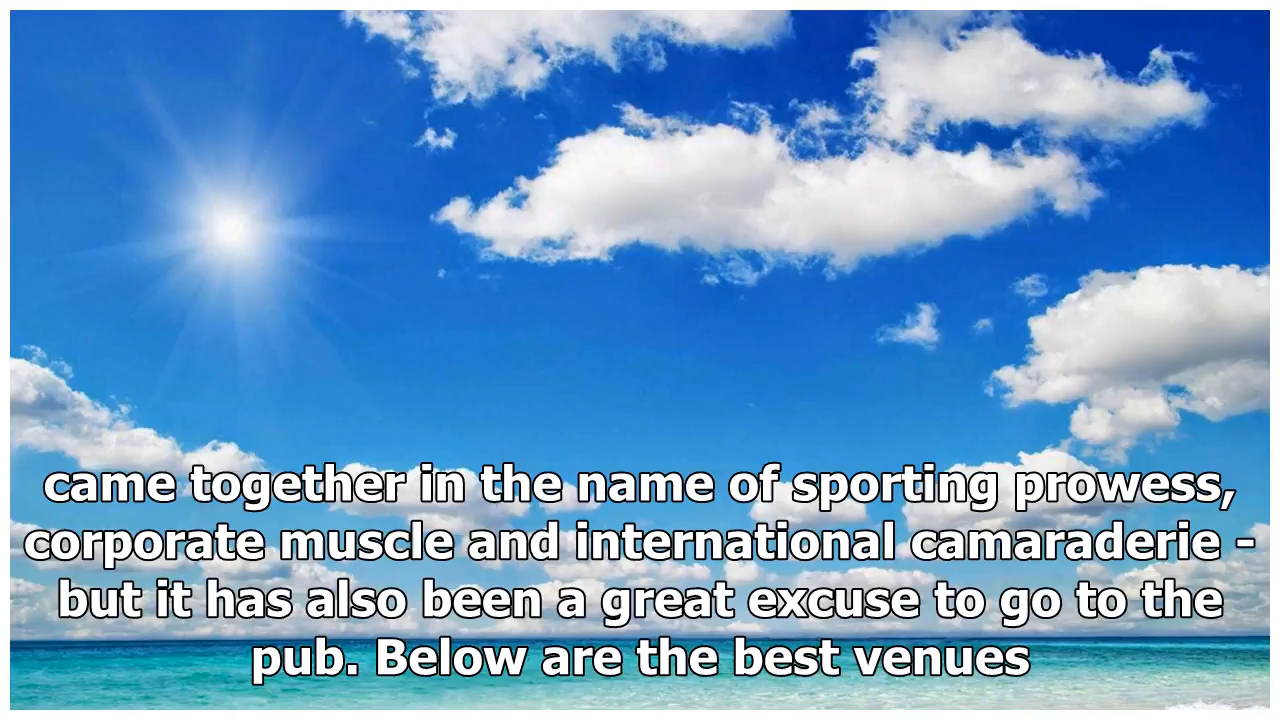 came together in the name of sporting prowess,
corporate muscle and international camaraderie -
but it has also been a great excuse to go to the
pub. Below are the best venues